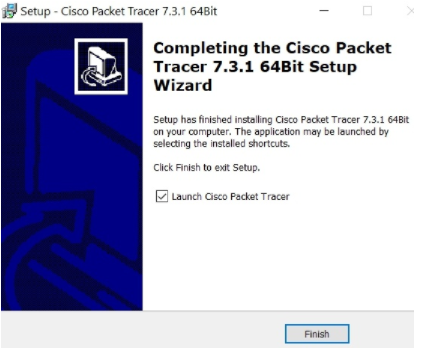 Setup - Cisco Packet Tracer 7.3.1 64Bit
Completing the Cisco Packet
Tracer 7.3.1 64Bit Setup
Wizard
Setup has finished installing Cisco Packet Tracer 7.3.1 64Bit
on your computer. The application may be launched by
selecting the installed shortcuts.
Click Finish to exit Setup.
Launch Cisco Packet Tracer
Finish